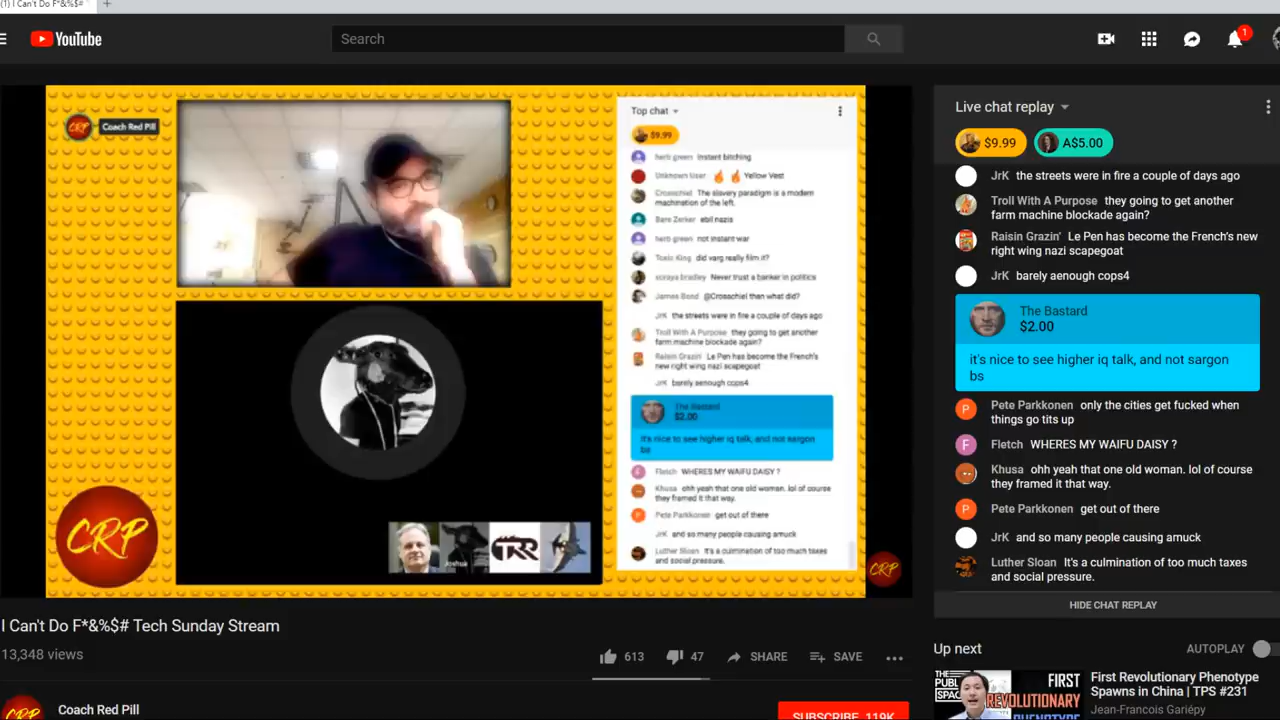 (1) I Can't Do F*&%$#
YouTube
Search
1
CRP Coach Red Pill
Top chat
$9.99
herb green instant bitching
Unknown User Yellow Vest
Crosschiel The slavery paradigm is a modern
machination of the left.
Bare Zerker ebil nazis
herb green not instant war
Toxic King did varg really film it?
soraya bradley Never trust a banker in politics
James Bond @Crosschiel then what did?
JrK the streets were in fire a couple of days ago
Troll With A Purpose they going to get another
farm machine blockade again?
Raisin Grazin' Le Pen has become the French's
new right wing nazi scapegoat
JrK barely aenough cops4
The Bastard
$2.00
it's nice to see higher iq talk, and not sargon
bs
Fletch WHERES MY WAIFU DAISY ?
Khusa ohh yeah that one old woman. lol of course
they framed it that way.
Pete Parkkonen get out of there
JrK and so many people causing amuck
Luther Sloan It's a culmination of too much taxes
and social pressure.
CRP
Joshua
TRR
CRP
Live chat replay
$9.99
A$5.00
JrK the streets were in fire a couple of days ago
Troll With A Purpose they going to get another
farm machine blockade again?
Raisin Grazin' Le Pen has become the French's new
right wing nazi scapegoat
JrK barely aenough cops4
The Bastard
$2.00
it's nice to see higher iq talk, and not sargon
bs
Pete Parkkonen only the cities get fucked when
things go tits up
Fletch WHERES MY WAIFU DAISY ?
Khusa ohh yeah that one old woman. lol of course
they framed it that way.
Pete Parkkonen get out of there
JrK and so many people causing amuck
Luther Sloan It's a culmination of too much taxes
and social pressure.
HIDE CHAT REPLAY
I Can't Do F*&%$# Tech Sunday Stream
13,348 views
613
47
SHARE
SAVE
Coach Red Pill
SUBSCRIBE 119K
Up next
AUTOPLAY
THE PUBLIC SPACE
FIRST
REVOLUTIONARY
PHENOTYPE
First Revolutionary Phenotype
Spawns in China | TPS #231
Jean-Francois Gariépy